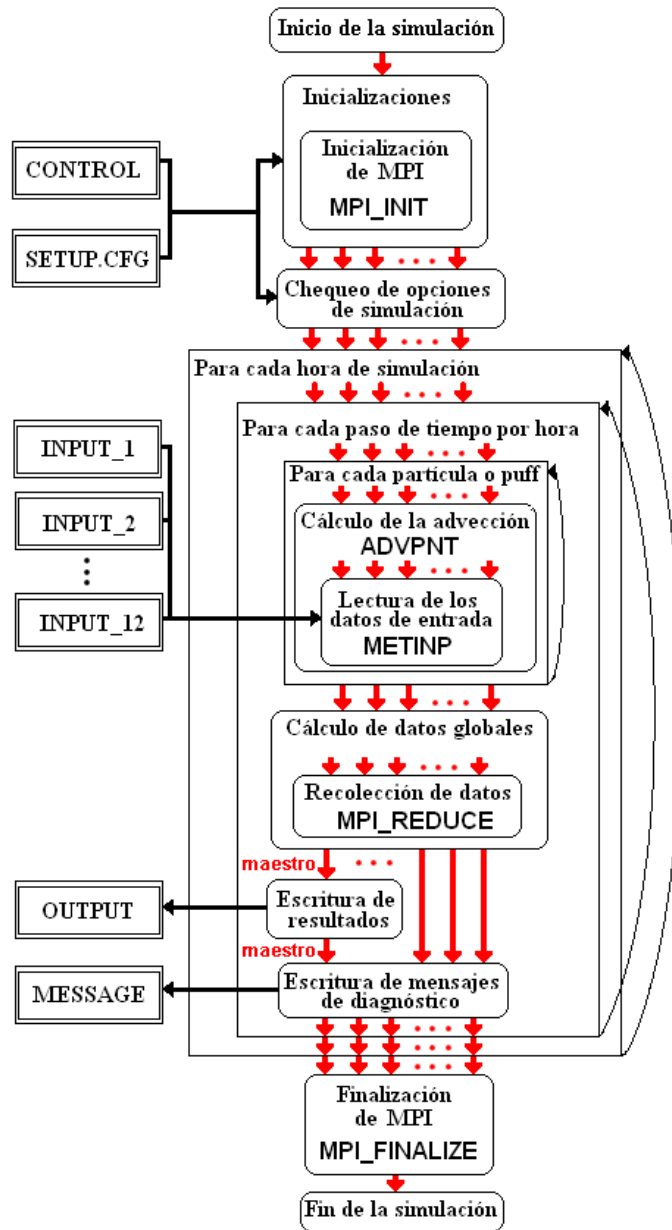 Inicio de la simulación
Inicializaciones
Inicialización
de MPI
MPI_INIT
CONTROL
SETUP.CFG
Chequeo de opciones
de simulación
Para cada hora de simulación
Para cada paso de tiempo por hora
INPUT_1
INPUT_2
INPUT_12
Para cada partícula o puff
Cálculo de la advección
ADVPNT
Lectura de los
datos de entrada
METINP
Cálculo de datos globales
Recolección de datos
MPI_REDUCE
maestro
Escritura de
resultados
OUTPUT
maestro
Escritura de mensajes
de diagnóstico
MESSAGE
Finalización
de MPI
MPI_FINALIZE
Fin de la simulación